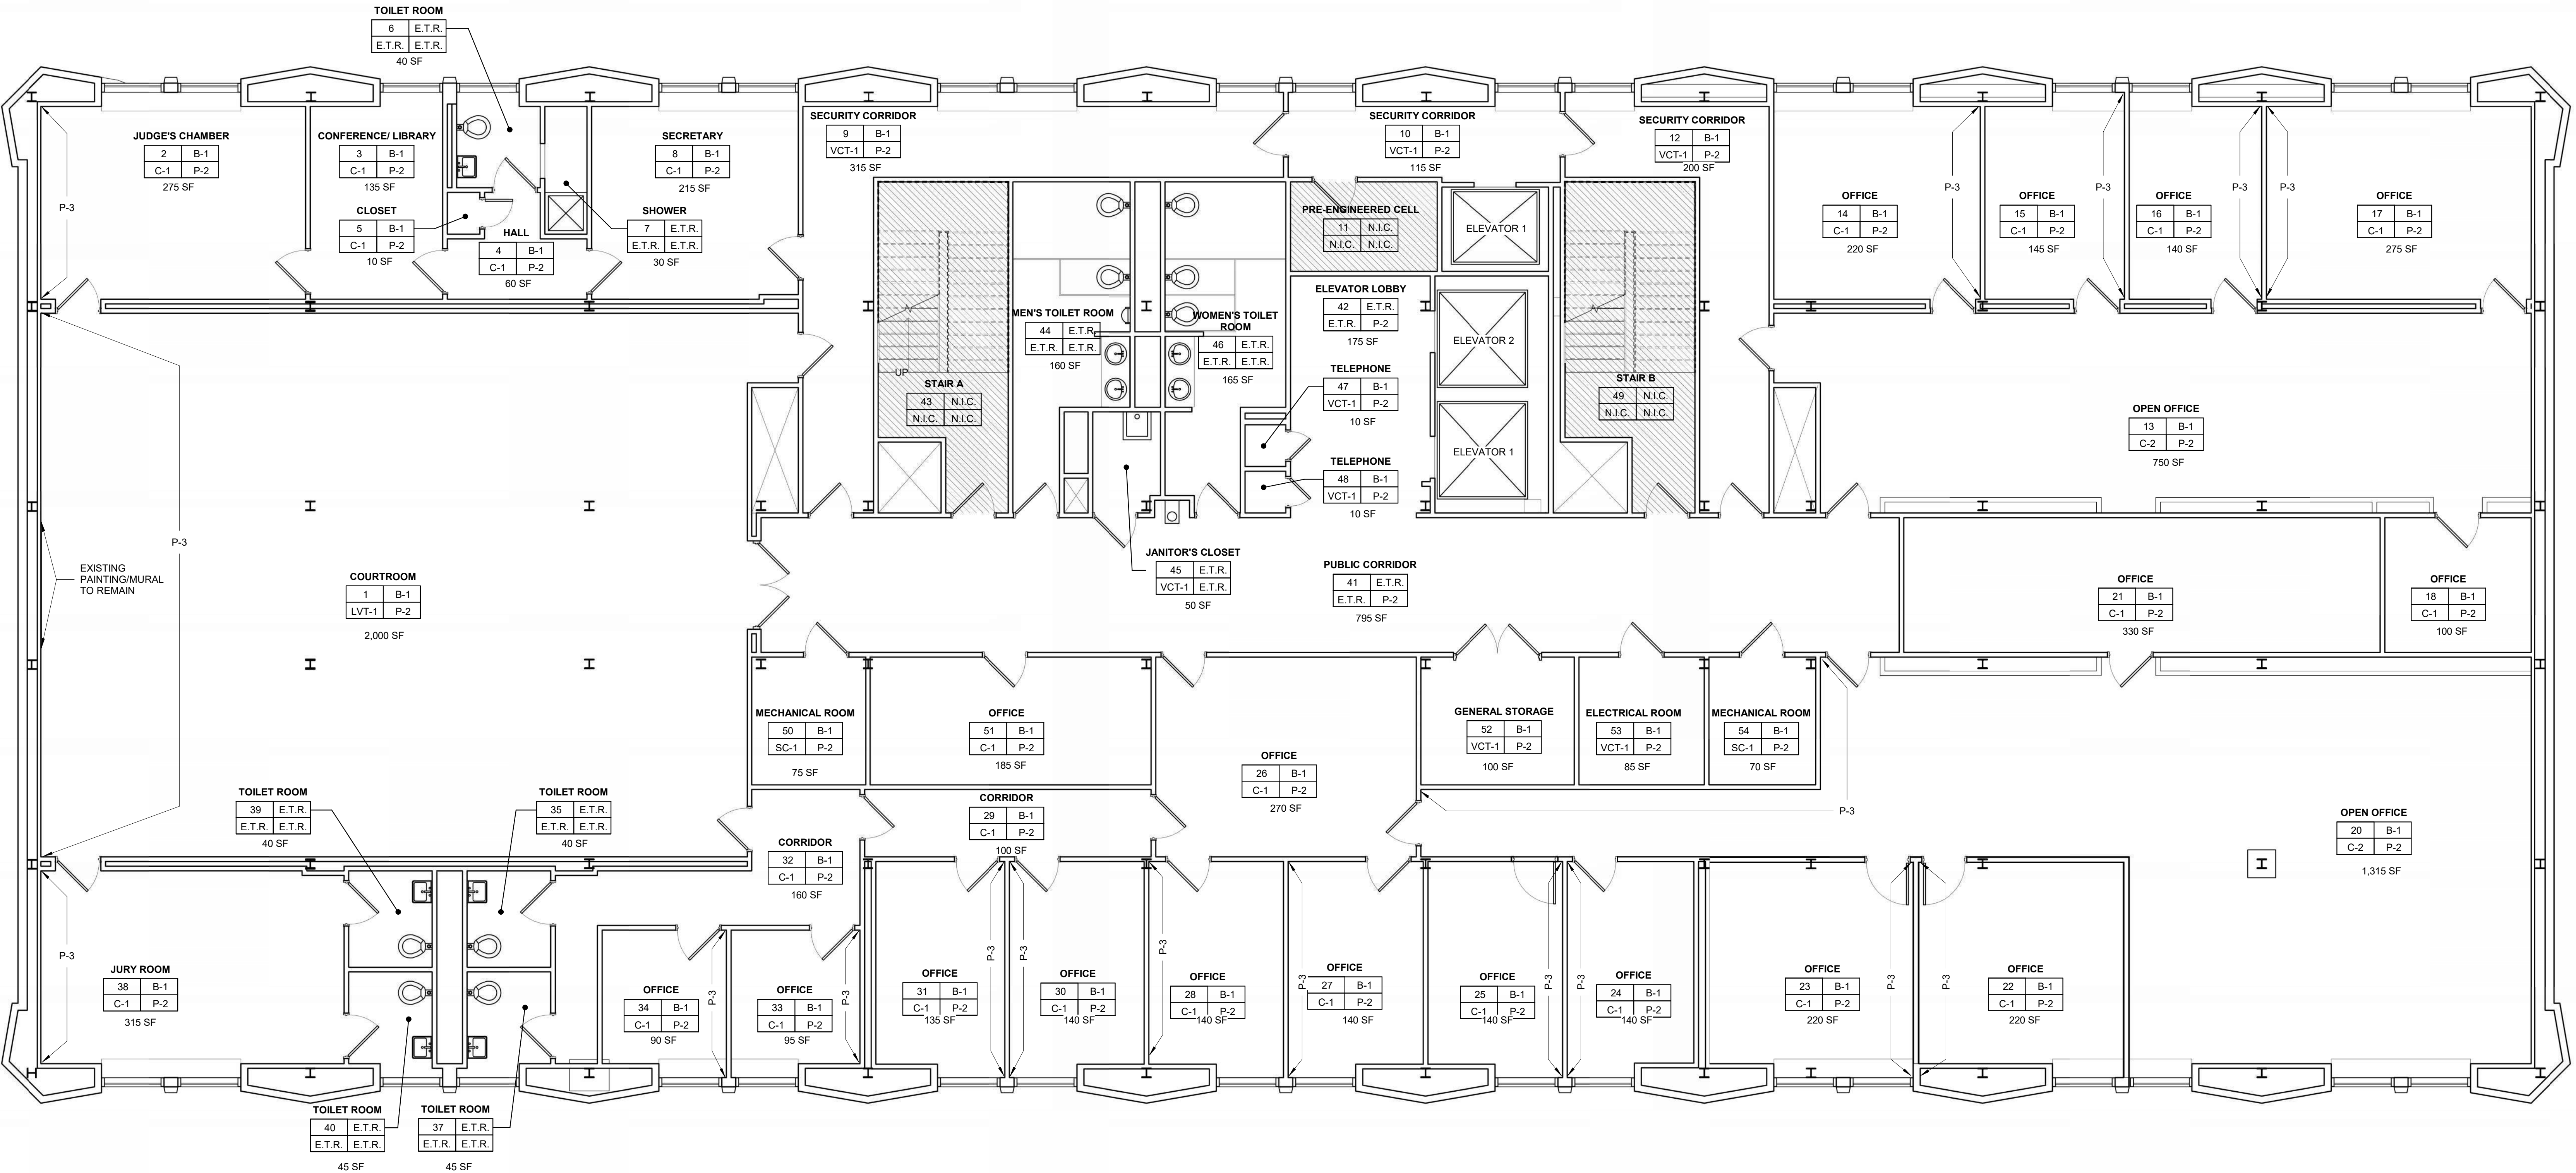 TOILET ROOM
6 E.T.R.
E.T.R. E.T.R.
40 SF
JUDGE'S CHAMBER
2 B-1
C-1 P-2
275 SF
P-3
CONFERENCE/ LIBRARY
3 B-1
C-1 P-2
135 SF
CLOSET
5 B-1
C-1 P-2
10 SF
HALL
4 B-1
C-1 P-2
60 SF
SECRETARY
8 B-1
C-1 P-2
215 SF
SHOWER
7 E.T.R.
E.T.R. E.T.R.
30 SF
SECURITY CORRIDOR
9 B-1
VCT-1 P-2
315 SF
SECURITY CORRIDOR
10 B-1
VCT-1 P-2
115 SF
SECURITY CORRIDOR
12 B-1
VCT-1 P-2
200 SF
OFFICE
14 B-1
C-1 P-2
220 SF
P-3
OFFICE
15 B-1
C-1 P-2
145 SF
P-3
OFFICE
16 B-1
C-1 P-2
140 SF
P-3
P-3
OFFICE
17 B-1
C-1 P-2
275 SF
PRE-ENGINEERED CELL
11 N.I.C.
N.I.C. N.I.C.
ELEVATOR 1
ELEVATOR LOBBY
42 E.T.R.
E.T.R. P-2
175 SF
ELEVATOR 2
ELEVATOR 1
MEN'S TOILET ROOM
44 E.T.R.
E.T.R. E.T.R.
160 SF
WOMEN'S TOILET
ROOM
46 E.T.R.
E.T.R. E.T.R.
165 SF
TELEPHONE
47 B-1
VCT-1 P-2
10 SF
TELEPHONE
48 B-1
VCT-1 P-2
10 SF
UP
STAIR A
43 N.I.C.
N.I.C. N.I.C.
STAIR B
49 N.I.C.
N.I.C. N.I.C.
OPEN OFFICE
13 B-1
C-2 P-2
750 SF
P-3
EXISTING
PAINTING/MURAL
TO REMAIN
COURTROOM
1 B-1
LVT-1 P-2
2,000 SF
JANITOR'S CLOSET
45 E.T.R.
VCT-1 E.T.R.
50 SF
PUBLIC CORRIDOR
41 E.T.R.
E.T.R. P-2
795 SF
OFFICE
21 B-1
C-1 P-2
330 SF
OFFICE
18 B-1
C-1 P-2
100 SF
MECHANICAL ROOM
50 B-1
SC-1 P-2
75 SF
OFFICE
51 B-1
C-1 P-2
185 SF
OFFICE
26 B-1
C-1 P-2
270 SF
GENERAL STORAGE
52 B-1
VCT-1 P-2
100 SF
ELECTRICAL ROOM
53 B-1
VCT-1 P-2
85 SF
MECHANICAL ROOM
54 B-1
SC-1 P-2
70 SF
P-3
OPEN OFFICE
20 B-1
C-2 P-2
1,315 SF
TOILET ROOM
39 E.T.R.
E.T.R. E.T.R.
40 SF
TOILET ROOM
35 E.T.R.
E.T.R. E.T.R.
40 SF
CORRIDOR
29 B-1
C-1 P-2
100 SF
CORRIDOR
32 B-1
C-1 P-2
160 SF
P-3
JURY ROOM
38 B-1
C-1 P-2
315 SF
OFFICE
34 B-1
C-1 P-2
90 SF
P-3
OFFICE
33 B-1
C-1 P-2
95 SF
P-3
OFFICE
31 B-1
C-1 P-2
135 SF
P-3
P-3
OFFICE
30 B-1
C-1 P-2
140 SF
P-3
OFFICE
28 B-1
C-1 P-2
140 SF
P-3
OFFICE
27 B-1
C-1 P-2
140 SF
OFFICE
25 B-1
C-1 P-2
140 SF
P-3
P-3
OFFICE
24 B-1
C-1 P-2
140 SF
OFFICE
23 B-1
C-1 P-2
220 SF
P-3
P-3
OFFICE
22 B-1
C-1 P-2
220 SF
TOILET ROOM
40 E.T.R.
E.T.R. E.T.R.
45 SF
TOILET ROOM
37 E.T.R.
E.T.R. E.T.R.
45 SF